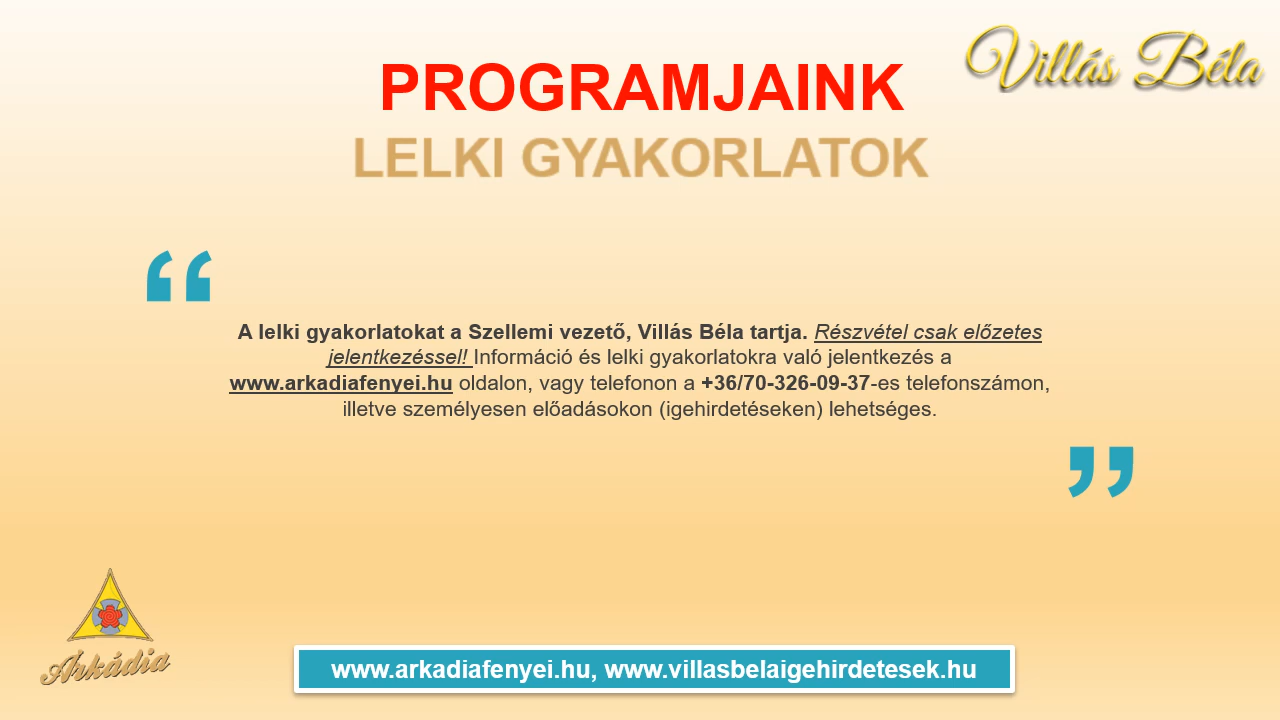 Villás Béla
PROGRAMJAINK
LELKI GYAKORLATOK
“
A lelki gyakorlatokat a Szellemi vezető, Villás Béla tartja. Részvétel csak előzetes
jelentkezéssel! Információ és lelki gyakorlatokra való jelentkezés a
www.arkadiafenyei.hu oldalon, vagy telefonon a +36/70-326-09-37-es telefonszámon,
illetve személyesen előadásokon (igehirdetéseken) lehetséges.
”
Árkádia
www.arkadiafenyei.hu, www.villasbelaigehirdetesek.hu